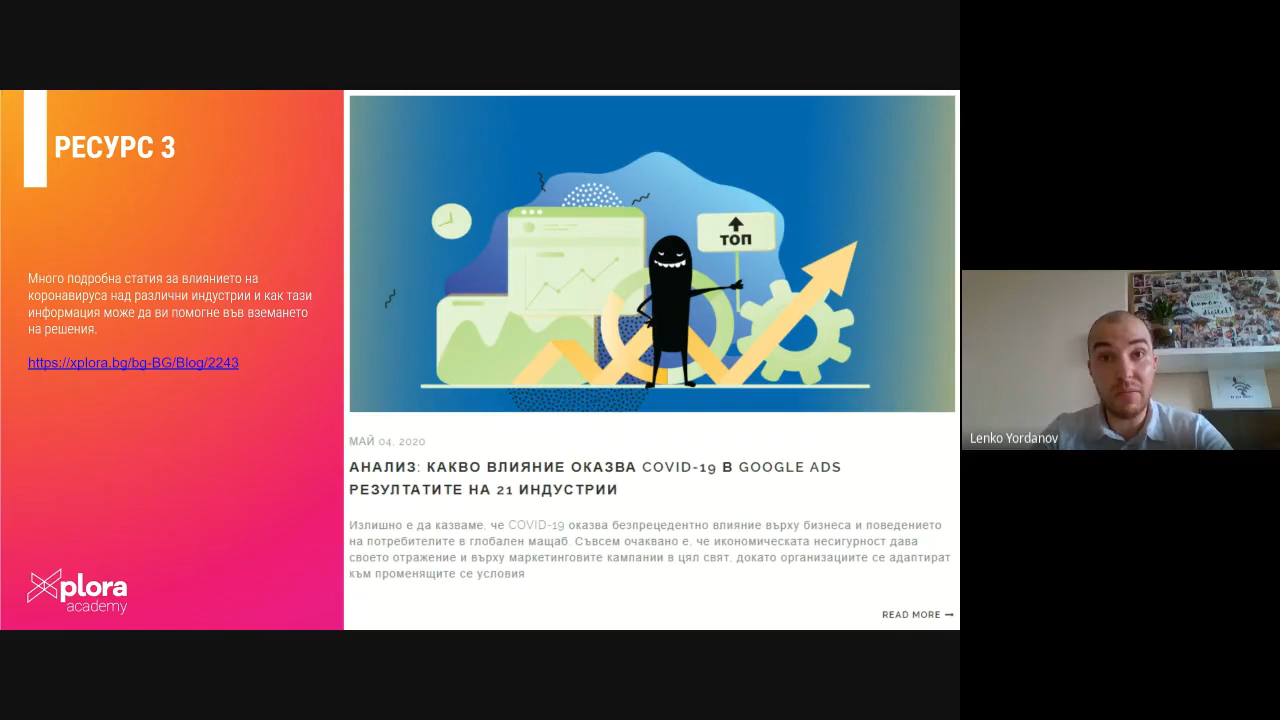 РЕСУРС 3
Много подробна статия за влиянието на
коронавируса над различни индустрии и как тази
информация може да ви помогне във вземането
на решения.
https://xplora.bg/bg-BG/Blog/2243
Xplora
academy
ТОП
МАЙ 04, 2020
АНАЛИЗ: КАКВО ВЛИЯНИЕ ОКАЗВА COVID-19 В GOOGLE ADS
РЕЗУЛТАТИТЕ НА 21 ИНДУСТРИИ
Излишно е да казваме, че COVID-19 оказва безпрецедентно влияние върху бизнеса и поведението
на потребителите в глобален мащаб. Съвсем очаквано е, че икономическата несигурност дава
своето отражение и върху маркетинговите кампании в цял свят, докато организациите се адаптират
към променящите се условия
READ MORE
human,
digital!
Lenko Yordanov